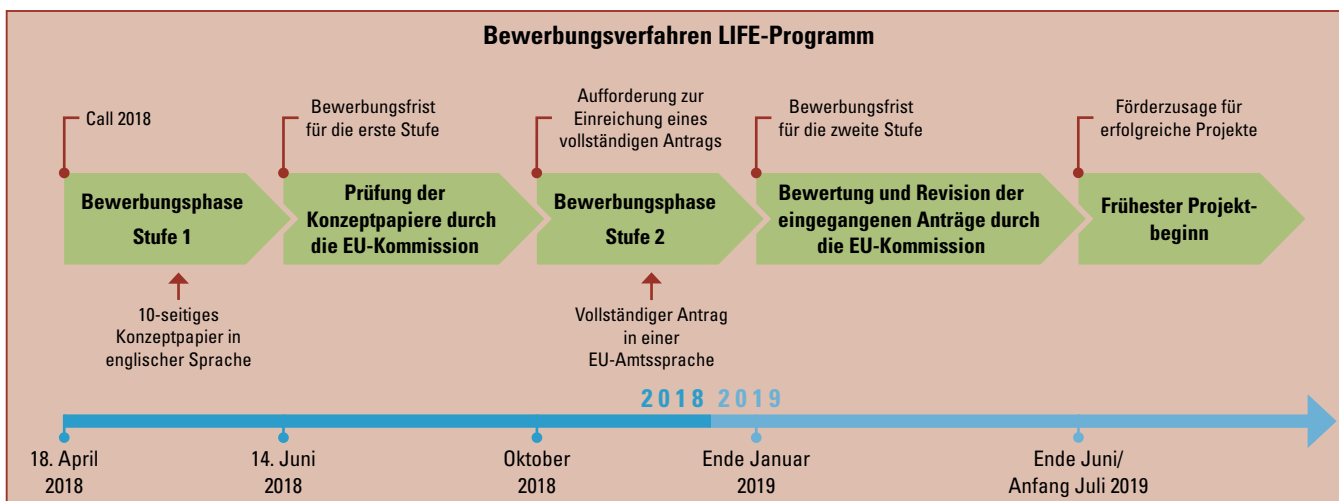 Bewerbungsverfahren LIFE-Programm
Call 2018
Bewerbungsfrist
für die erste Stufe
Aufforderung zur
Einreichung eines
vollständigen Antrags
Bewerbungsfrist
für die zweite Stufe
Förderzusage für
erfolgreiche Projekte
Bewerbungsphase
Stufe 1
Prüfung der
Konzeptpapiere durch
die EU-Kommission
Bewerbungsphase
Stufe 2
Bewertung und Revision der
eingegangenen Anträge durch
die EU-Kommission
Frühester Projekt-
beginn
10-seitiges
Konzeptpapier in
englischer Sprache
Vollständiger Antrag
in einer
EU-Amtssprache
2018 2019
18. April
2018
14. Juni
2018
Oktober
2018
Ende Januar
2019
Ende Juni/
Anfang Juli 2019